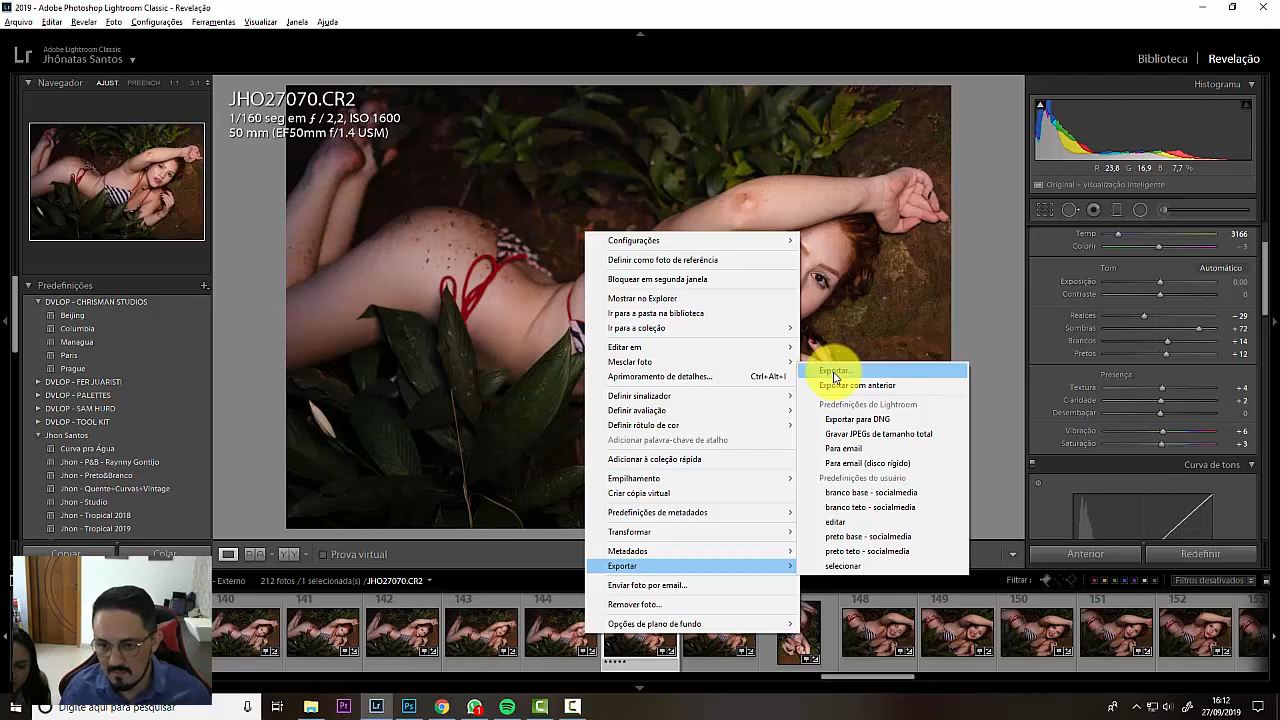 2019 - Adobe Photoshop Lightroom Classic - Revelação
Arquivo Editar Revelar Foto Configurações Ferramentas Visualizar Janela Ajuda
Lr
Adobe Lightroom Classic
Jhônatas Santos
Biblioteca Revelação
Navegador AJUST PREENCH 1:1 3:1
Histograma
JHO27070.CR2
1/160 seg em ƒ / 2,2, ISO 1600
50 mm (EF50mm f/1.4 USM)
R 23,8 G 16,9 B 7,7 %
Original + visualização inteligente
Temp 3166
Colorir – 3
Tom Automático
Exposição 0,00
Contraste 0
Realces – 29
Sombras + 72
Brancos + 14
Pretos + 12
Presença
Textura + 4
Claridade + 2
Desembaçar 0
Vibração + 6
Saturação + 3
Curva de tons
Predefinições +
DVLOP - CHRISMAN STUDIOS
Beijing
Columbia
Managua
Paris
Prague
DVLOP - FER JUARISTI
DVLOP - PALETTES
DVLOP - SAM HURD
DVLOP - TOOL KIT
Jhon Santos
Curva pra Água
Jhon - P&B - Raynny Gontijo
Jhon - Preto&Branco
Jhon - Quente+Curvas+Vintage
Jhon - Studio
Jhon - Tropical 2018
Jhon - Tropical 2019
Copiar Colar
Configurações
Definir como foto de referência
Bloquear em segunda janela
Mostrar no Explorer
Ir para a pasta na biblioteca
Ir para a coleção
Editar em
Mesclar foto
Aprimoramento de detalhes... Ctrl+Alt+I
Definir sinalizador
Definir avaliação
Definir rótulo de cor
Adicionar palavra-chave de atalho
Adicionar à coleção rápida
Empilhamento
Criar cópia virtual
Predefinições de metadados
Transformar
Metadados
Exportar
Enviar foto por email...
Remover foto...
Opções de plano de fundo
Exportar...
Exportar com anterior
Predefinições do Lightroom
Exportar para DNG
Gravar JPEGs de tamanho total
Para email
Para email (disco rígido)
Predefinições do usuário
branco base - socialmedia
branco teto - socialmedia
editar
preto base - socialmedia
preto teto - socialmedia
selecionar
Prova virtual
Anterior Redefinir
Externo 212 fotos / 1 selecionada(s) /JHO27070.CR2
Filtrar : Filtros desativados
140 141 142 143 144 148 149 150 151 152
Digite aqui para pesquisar
Pr Lr Ps
1
16:12
27/09/2019